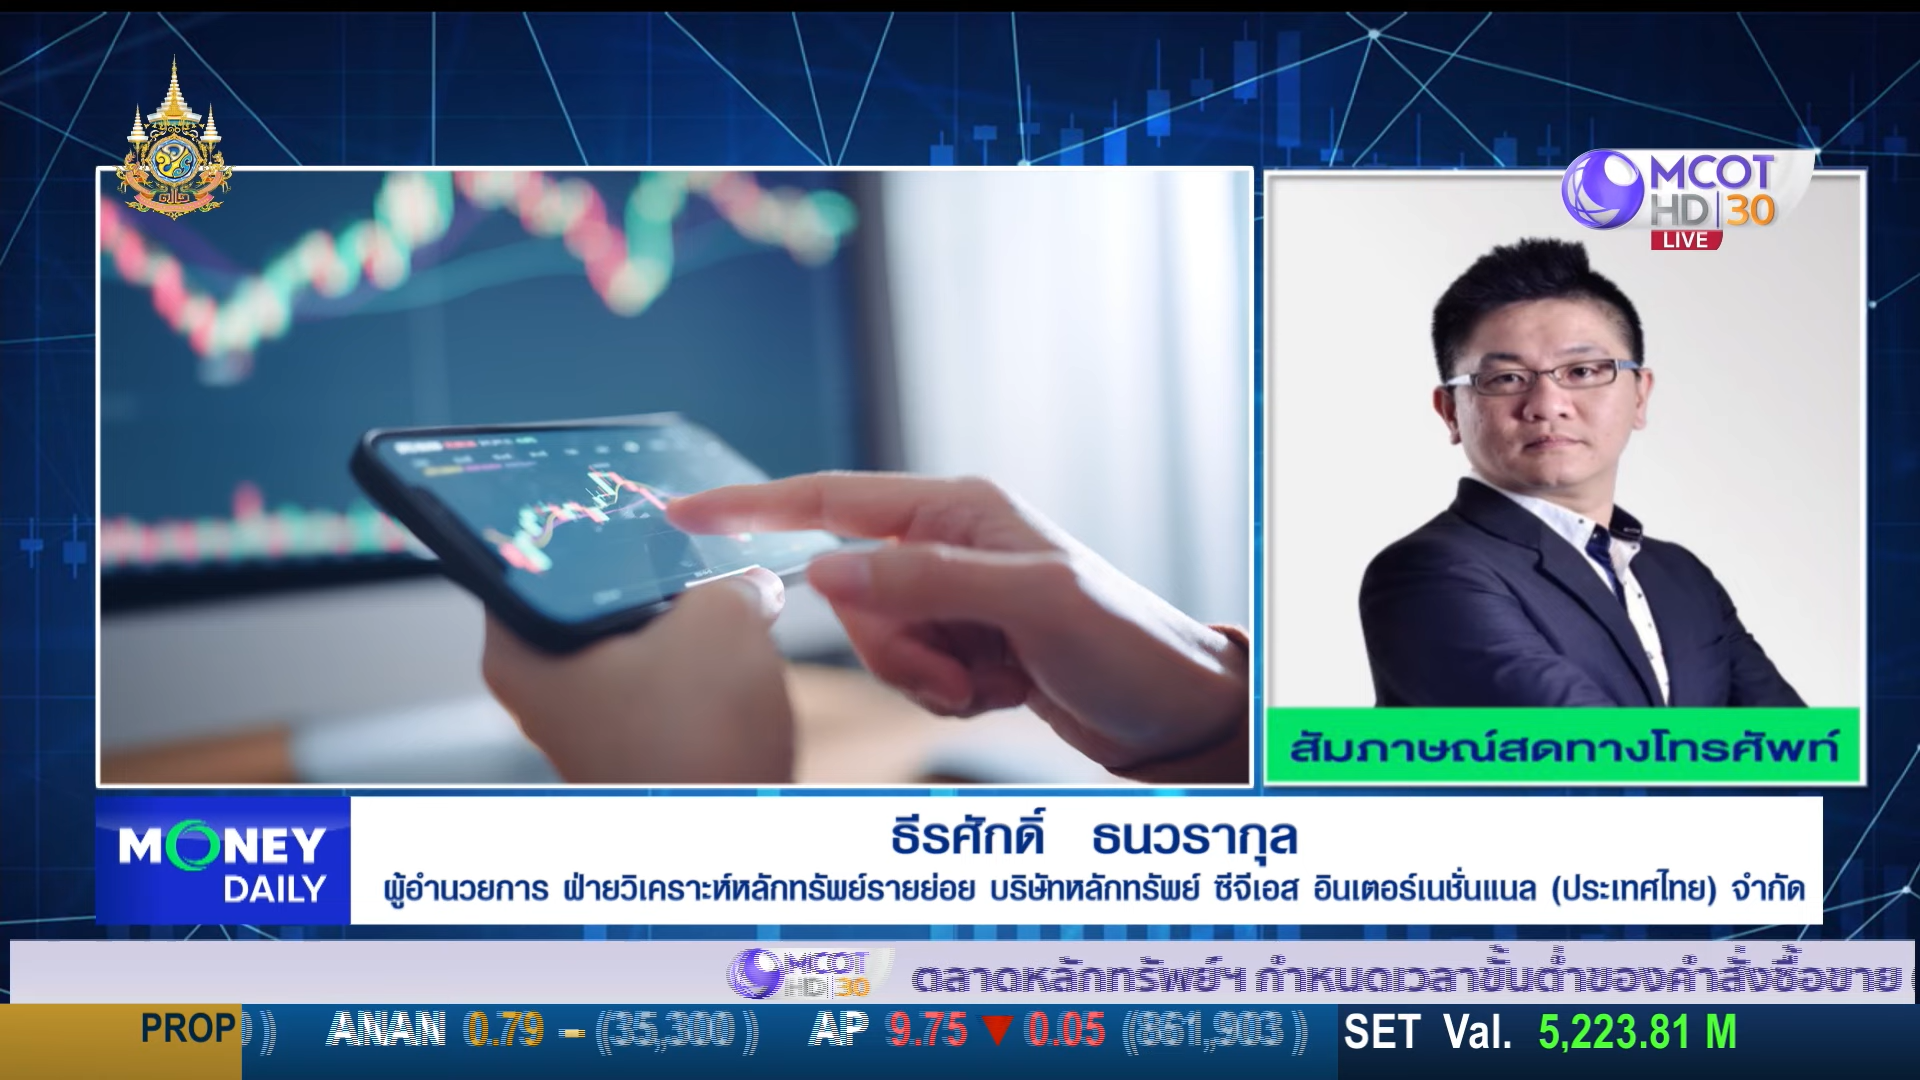 MCOT
HD 30
LIVE
สัมภาษณ์สดทางโทรศัพท์
MONEY
DAILY
ธีรศักดิ์ ธนวรากุล
ผู้อำนวยการ ฝ่ายวิเคราะห์หลักทรัพย์รายย่อย บริษัทหลักทรัพย์ ซีจีเอส อินเตอร์เนชั่นแนล (ประเทศไทย) จำกัด
MCOT
HD 30
ตลาดหลักทรัพย์ฯ กำหนดเวลาขั้นต่ำของคำสั่งซื้อขาย
PROP ) ANAN 0.79 – (35,300) AP 9.75 ▼ 0.05 (861,903) SET Val. 5,223.81 M